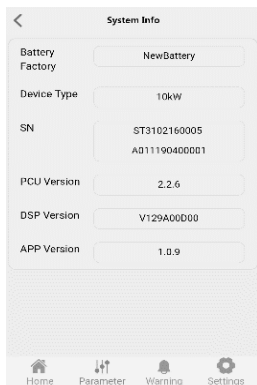 System Info
Battery
Factory
NewBattery
Device Type
10kW
SN
ST3102160005
A011190400001
PCU Version
2.2.6
DSP Version
V129A00D00
APP Version
1.0.9
Home
Parameter
Warning
Settings